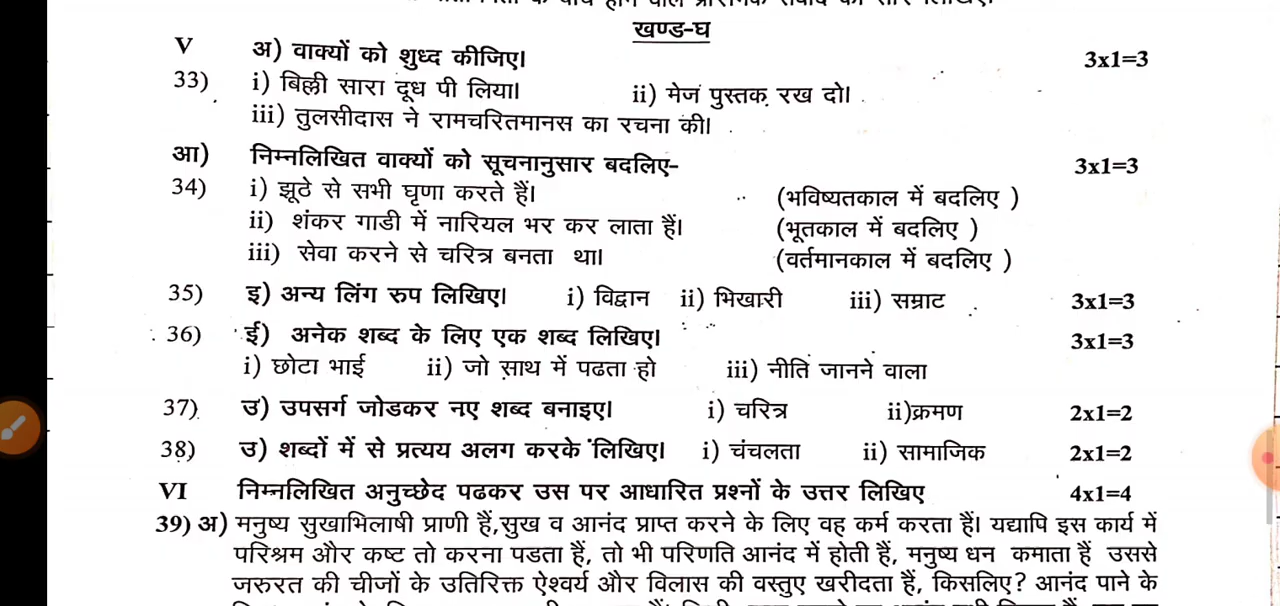 खण्ड-घ
V अ) वाक्यों को शुध्द कीजिए। 3x1=3
33) i) बिल्ली सारा दूध पी लिया। ii) मेज पुस्तक रख दो।
iii) तुलसीदास ने रामचरितमानस का रचना की।
आ) निम्नलिखित वाक्यों को सूचनानुसार बदलिए- 3x1=3
34) i) झूठे से सभी घृणा करते हैं। (भविष्यतकाल में बदलिए )
ii) शंकर गाडी में नारियल भर कर लाता हैं। (भूतकाल में बदलिए )
iii) सेवा करने से चरित्र बनता था। (वर्तमानकाल में बदलिए )
35) इ) अन्य लिंग रुप लिखिए। i) विद्वान ii) भिखारी iii) सम्राट 3x1=3
36) ई) अनेक शब्द के लिए एक शब्द लिखिए। 3x1=3
i) छोटा भाई ii) जो साथ में पढता हो iii) नीति जानने वाला
37) उ) उपसर्ग जोडकर नए शब्द बनाइए। i) चरित्र ii)क्रमण 2x1=2
38) उ) शब्दों में से प्रत्यय अलग करके लिखिए। i) चंचलता ii) सामाजिक 2x1=2
VI निम्नलिखित अनुच्छेद पढकर उस पर आधारित प्रश्नों के उत्तर लिखिए 4x1=4
39) अ) मनुष्य सुखाभिलाषी प्राणी हैं,सुख व आनंद प्राप्त करने के लिए वह कर्म करता हैं। यद्यापि इस कार्य में
परिश्रम और कष्ट तो करना पडता हैं, तो भी परिणति आनंद में होती हैं, मनुष्य धन कमाता हैं उससे
जरुरत की चीजों के उतिरिक्त ऐश्वर्य और विलास की वस्तुए खरीदता हैं, किसलिए? आनंद पाने के